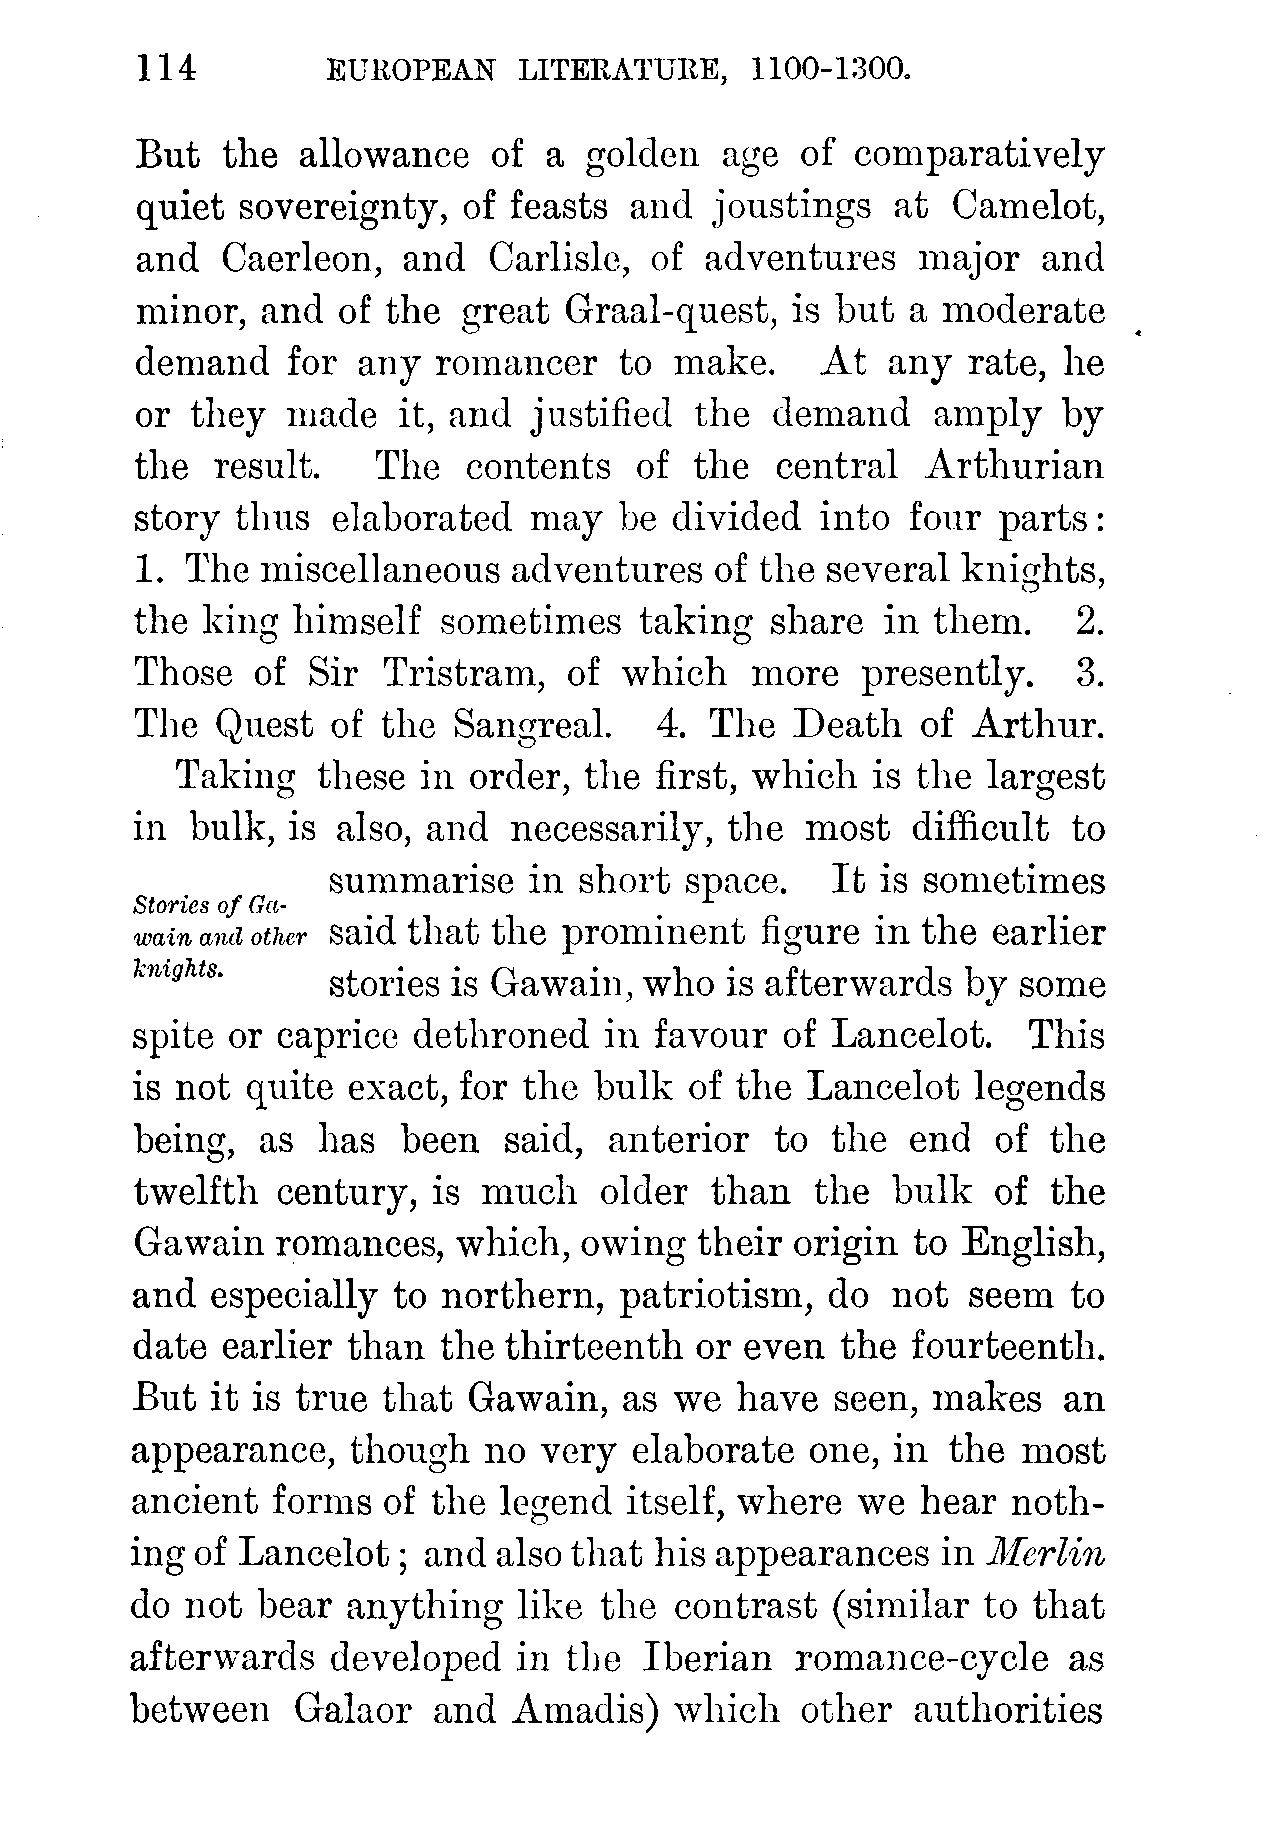 114 EUROPEAN LITERATURE, 1100-1300.
But the allowance of a golden age of comparatively
quiet sovereignty, of feasts and joustings at Camelot,
and Caerleon, and Carlisle, of adventures major and
minor, and of the great Graal-quest, is but a moderate
demand for any romancer to make. At any rate, he
or they made it, and justified the demand amply by
the result. The contents of the central Arthurian
story thus elaborated may be divided into four parts:
1. The miscellaneous adventures of the several knights,
the king himself sometimes taking share in them. 2.
Those of Sir Tristram, of which more presently. 3.
The Quest of the Sangreal. 4. The Death of Arthur.
Taking these in order, the first, which is the largest
in bulk, is also, and necessarily, the most difficult to
summarise in short space. It is sometimes
Stories of Ga-
wain and other
knights.
said that the prominent figure in the earlier
stories is Gawain, who is afterwards by some
spite or caprice dethroned in favour of Lancelot. This
is not quite exact, for the bulk of the Lancelot legends
being, as has been said, anterior to the end of the
twelfth century, is much older than the bulk of the
Gawain romances, which, owing their origin to English,
and especially to northern, patriotism, do not seem to
date earlier than the thirteenth or even the fourteenth.
But it is true that Gawain, as we have seen, makes an
appearance, though no very elaborate one, in the most
ancient forms of the legend itself, where we hear noth-
ing of Lancelot; and also that his appearances in Merlin
do not bear anything like the contrast (similar to that
afterwards developed in the Iberian romance-cycle as
between Galaor and Amadis) which other authorities